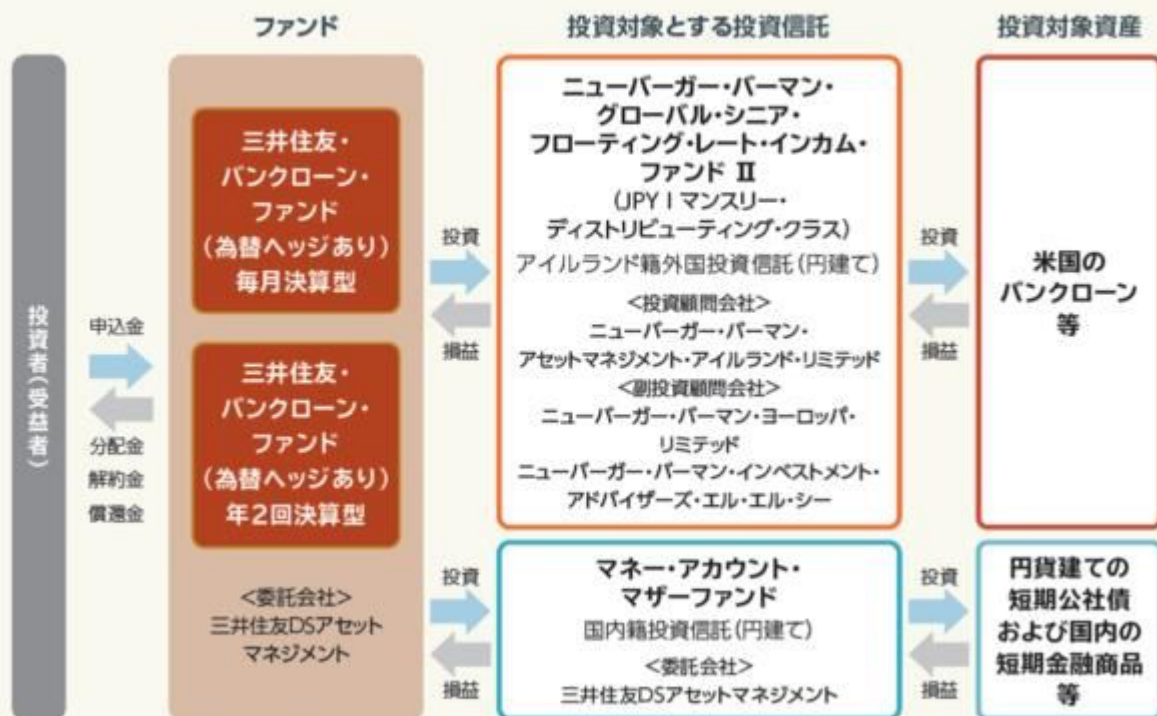 ファンド
投資対象とする投資信託
投資対象資産
投資者(受益者)
申込金
分配金
解約金
償還金
三井住友・
バンクローン・
ファンド
(為替ヘッジあり)
毎月決算型
三井住友・
バンクローン・
ファンド
(為替ヘッジあり)
年2回決算型
<委託会社>
三井住友DSアセット
マネジメント
投資
損益
ニューバーガー・バーマン・
グローバル・シニア・
フローティング・レート・インカム・
ファンド Ⅱ
(JPY I マンスリー・
ディストリビューティング・クラス)
アイルランド籍外国投資信託(円建て)
<投資顧問会社>
ニューバーガー・バーマン・
アセットマネジメント・アイルランド・リミテッド
<副投資顧問会社>
ニューバーガー・バーマン・ヨーロッパ・
リミテッド
ニューバーガー・バーマン・インベストメント・
アドバイザーズ・エル・エル・シー
投資
損益
米国の
バンクローン
等
投資
損益
マネー・アカウント・
マザーファンド
国内籍投資信託(円建て)
<委託会社>
三井住友DSアセットマネジメント
投資
損益
円貨建ての
短期公社債
および国内の
短期金融商品
等